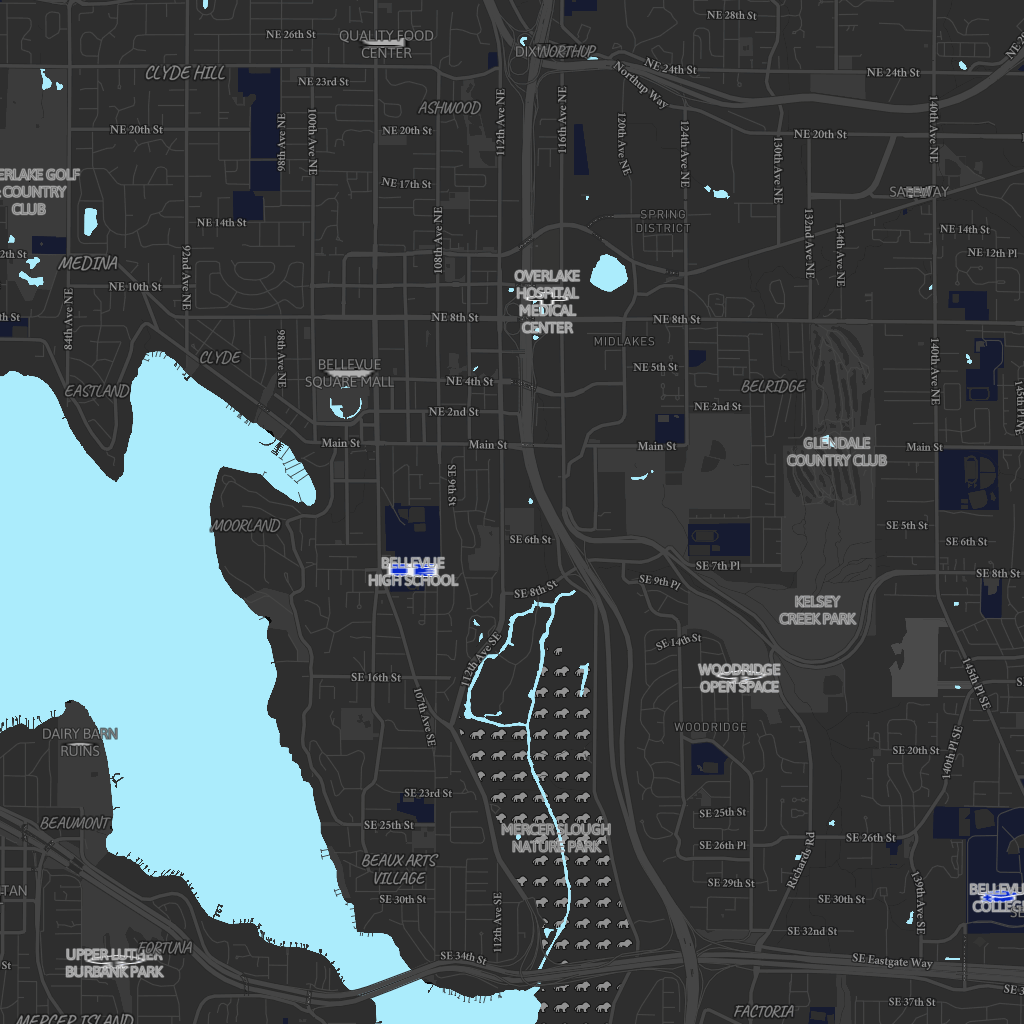 NE 28th St
NE 26th St
QUALITY FOOD
CENTER
NORTHUP
NE 24th St
NE 24th St
CLYDE HILL
NE 23rd St
Northup Way
ASHWOOD
112th Ave NE
116th Ave NE
140th Ave NE
98th Ave NE
100th Ave NE
120th Ave NE
124th Ave NE
130th Ave NE
NE 20th St
NE 20th St
NE 20th St
ERLAKE GOLF
COUNTRY
CLUB
NE 17th St
SAFEWAY
NE 14th St
SPRING
DISTRICT
108th Ave NE
132nd Ave NE
134th Ave NE
NE 14th St
2th St
MEDINA
92nd Ave NE
NE 12th Pl
NE 10th St
OVERLAKE
HOSPITAL
MEDICAL
CENTER
84th Ave NE
th St
NE 8th St
NE 8th St
98th Ave NE
MIDLAKES
140th Ave NE
CLYDE
BELLEVUE
SQUARE MALL
NE 5th St
EASTLAND
NE 4th St
BELRIDGE
145th Pl NE
NE 2nd St
NE 2nd St
Main St
Main St
Main St
Main St
GLENDALE
COUNTRY CLUB
SE 9th St
MOORLAND
SE 6th St
SE 5th St
SE 6th St
BELLEVUE
HIGH SCHOOL
SE 7th Pl
SE 8th St
SE 9th Pl
SE 8th St
KELSEY
CREEK PARK
112th Ave SE
SE 14th St
SE 16th St
WOODRIDGE
OPEN SPACE
145th Pl SE
107th Ave SE
DAIRY BARN
RUINS
WOODRIDGE
SE 20th St
140th Pl SE
SE 23rd St
BEAUMONT
SE 25th St
SE 25th St
MERCER SLOUGH
NATURE PARK
SE 26th Pl
SE 26th St
BEAUX ARTS
VILLAGE
Richards Rd
SE 29th St
TAN
SE 30th St
SE 30th St
139th Ave SE
BELLEVUE
COLLEGE
112th Ave SE
SE 32nd St
FORTUNA
UPPER LUTHER
BURBANK PARK
St
SE 34th St
SE Eastgate Way
SE 37th St
FACTORIA
MERCER ISLAND